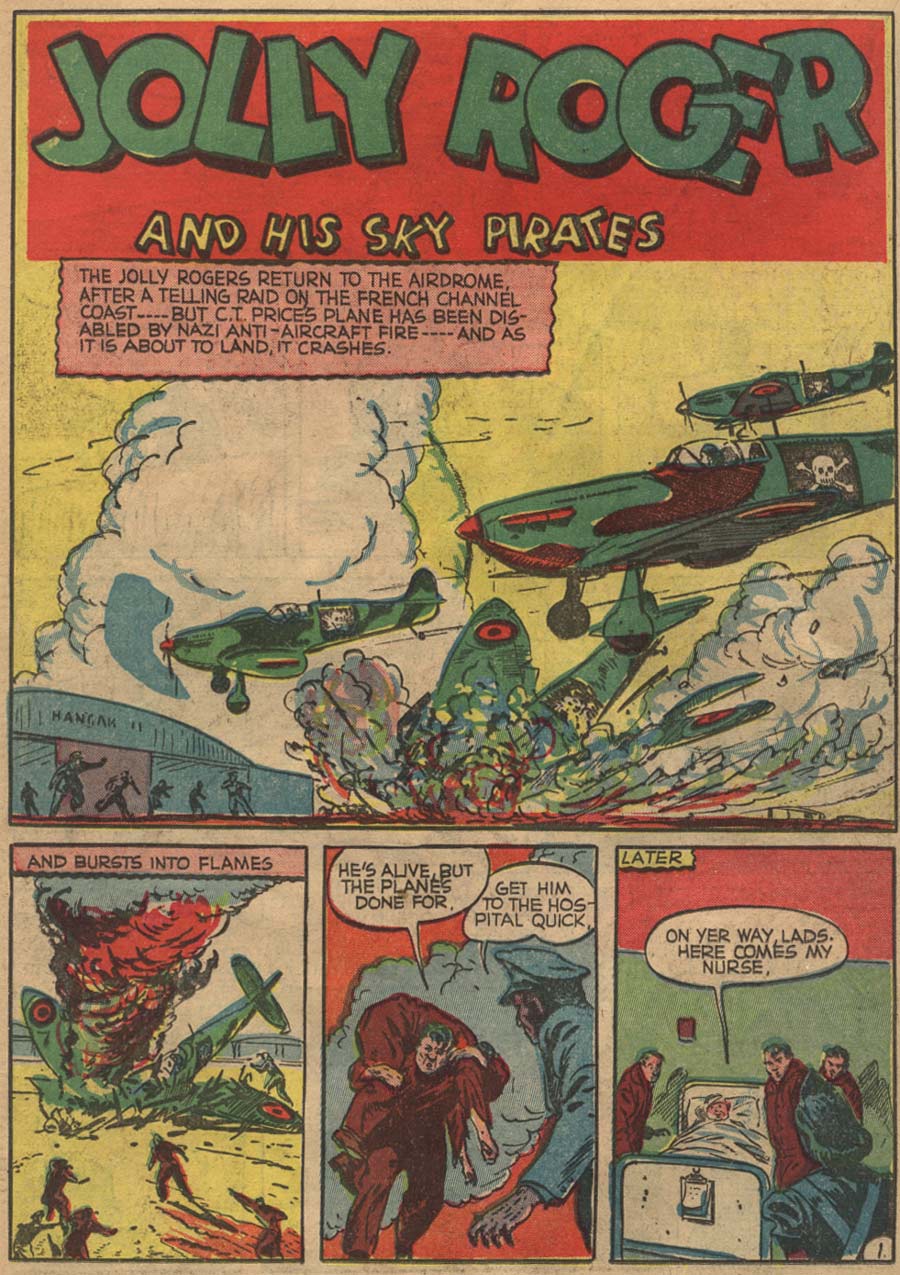 JOLLY ROGER
AND HIS SKY PIRATES
THE JOLLY ROGERS RETURN TO THE AIRDROME,
AFTER A TELLING RAID ON THE FRENCH CHANNEL
COAST----BUT C.T. PRICE'S PLANE HAS BEEN DIS-
ABLED BY NAZI ANTI-AIRCRAFT FIRE----AND AS
IT IS ABOUT TO LAND, IT CRASHES.
HANGAR 11
AND BURSTS INTO FLAMES
HE'S ALIVE, BUT
THE PLANES
DONE FOR,
GET HIM
TO THE HOS-
PITAL QUICK,
LATER
ON YER WAY, LADS.
HERE COMES MY
NURSE,
1.